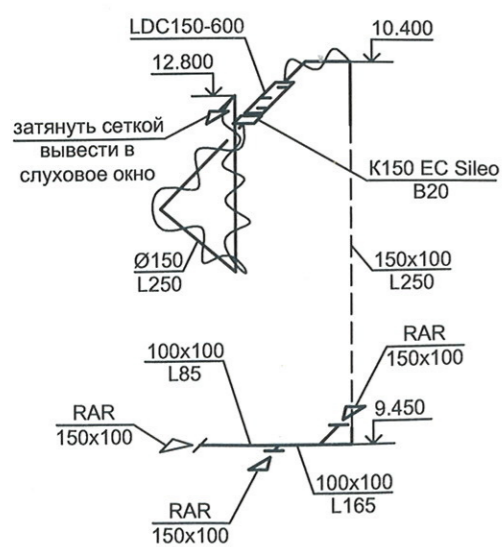 LDC150-600
10.400
12.800
затянуть сеткой
вывести в
слуховое окно
К150 EC Sileo
B20
Ø150
L250
150x100
L250
RAR
150x100
100x100
L85
RAR
150x100
9.450
100x100
L165
RAR
150x100